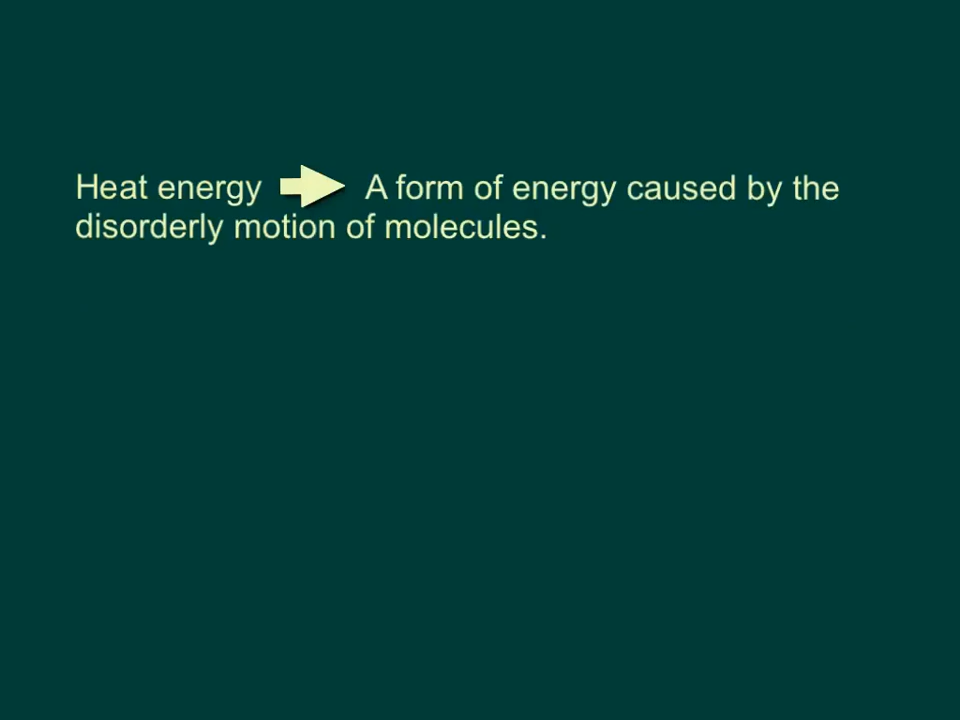 Heat energy A form of energy caused by the
disorderly motion of molecules.